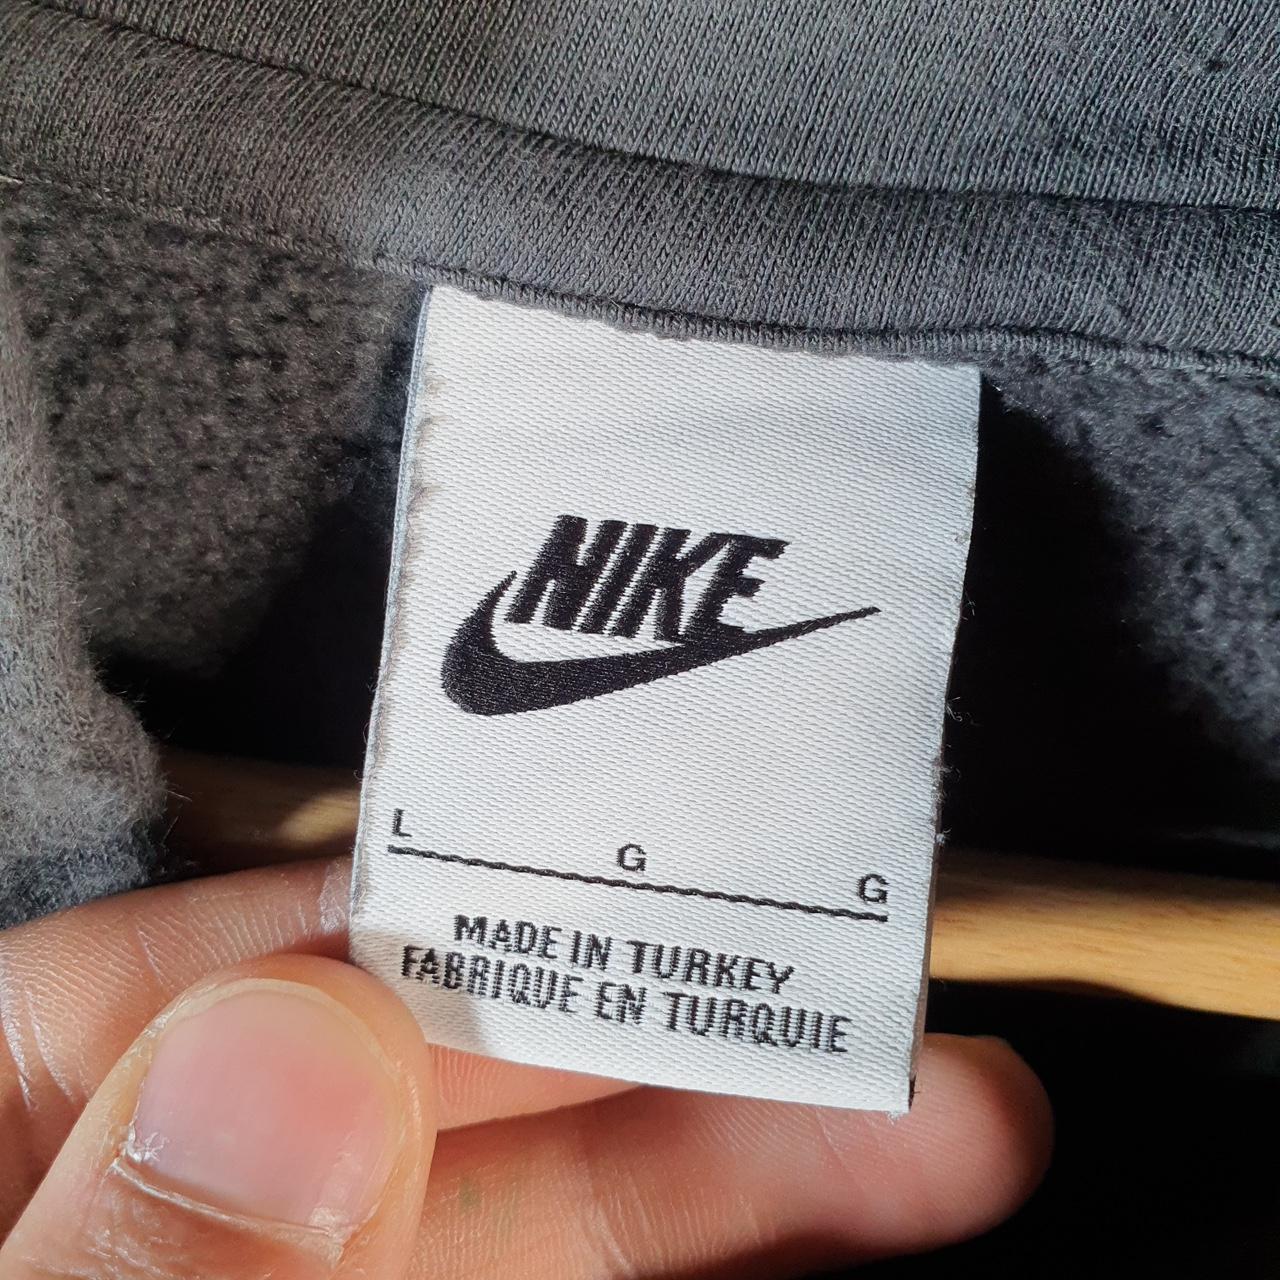 NIKE
L G G
MADE IN TURKEY
FABRIQUE EN TURQUIE